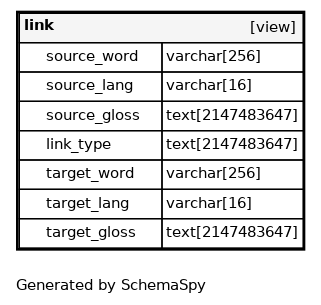 link [view]
source_word varchar[256]
source_lang varchar[16]
source_gloss text[2147483647]
link_type text[2147483647]
target_word varchar[256]
target_lang varchar[16]
target_gloss text[2147483647]
Generated by SchemaSpy